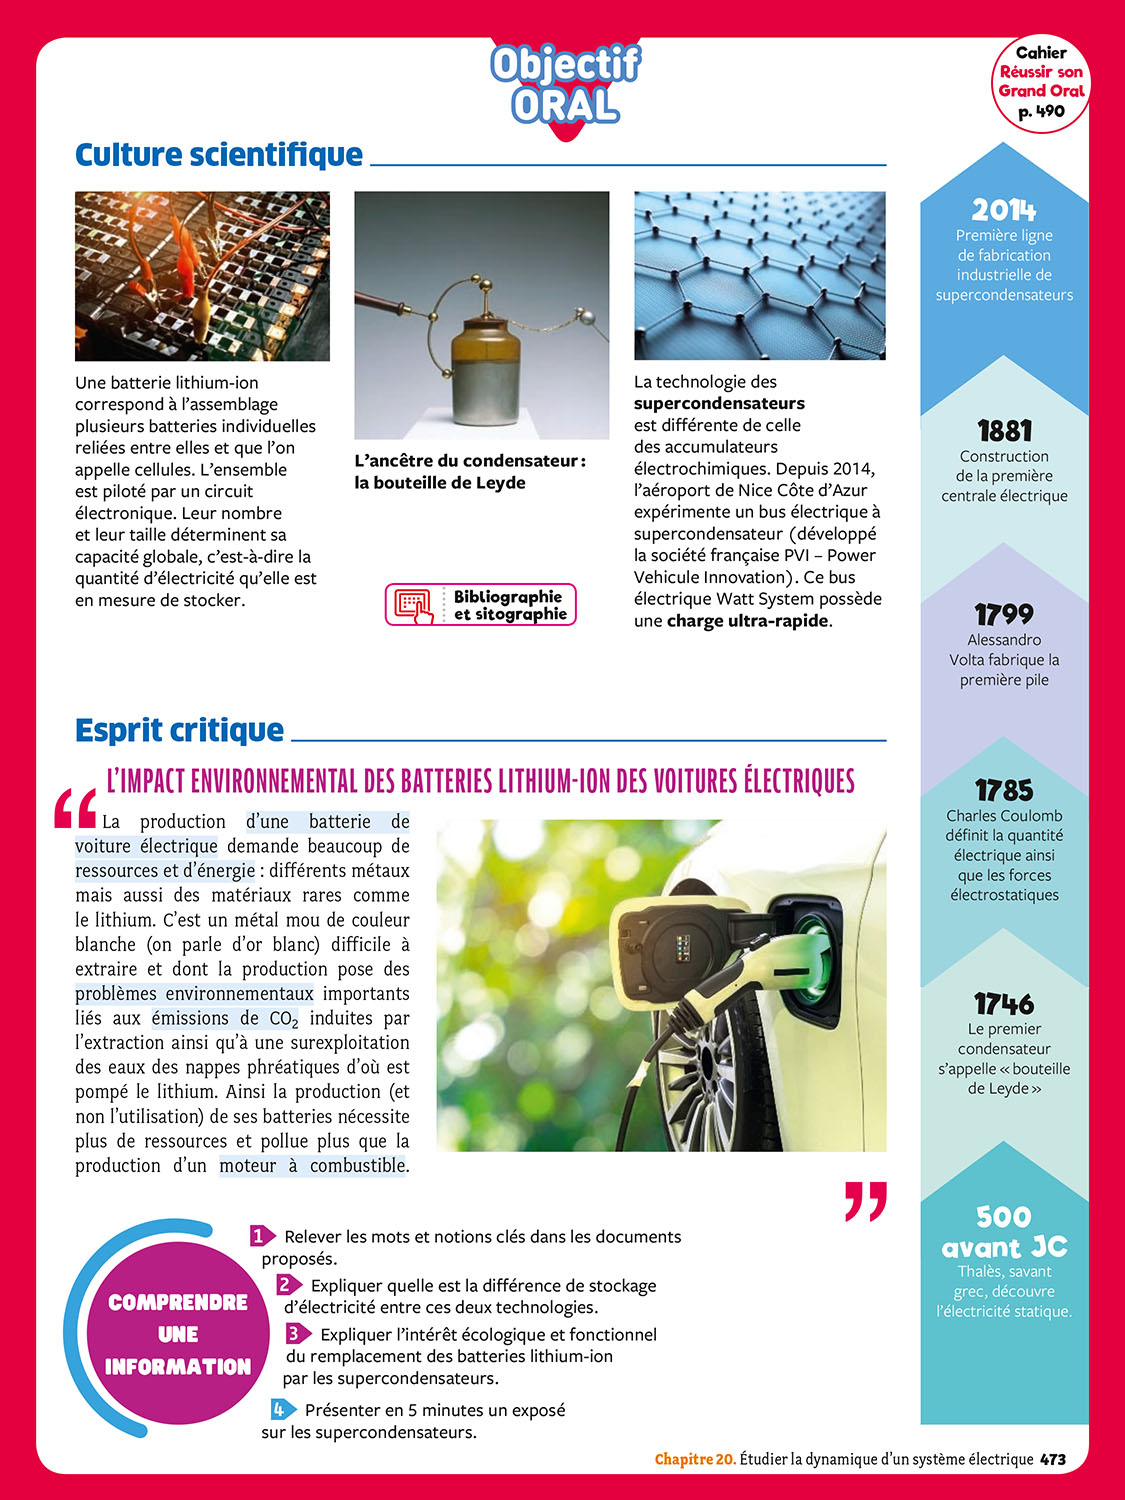 Objectif
ORAL
Cahier
Réussir son
Grand Oral
p. 490
Culture scientifique
Une batterie lithium-ion
correspond à l’assemblage
plusieurs batteries individuelles
reliées entre elles et que l’on
appelle cellules. L’ensemble
est piloté par un circuit
électronique. Leur nombre
et leur taille déterminent sa
capacité globale, c’est-à-dire la
quantité d’électricité qu’elle est
en mesure de stocker.
L’ancêtre du condensateur :
la bouteille de Leyde
Bibliographie
et sitographie
La technologie des
supercondensateurs
est différente de celle
des accumulateurs
électrochimiques. Depuis 2014,
l’aéroport de Nice Côte d’Azur
expérimente un bus électrique à
supercondensateur (développé
la société française PVI – Power
Vehicule Innovation). Ce bus
électrique Watt System possède
une charge ultra-rapide.
2014
Première ligne
de fabrication
industrielle de
supercondensateurs
1881
Construction
de la première
centrale électrique
1799
Alessandro
Volta fabrique la
première pile
1785
Charles Coulomb
définit la quantité
électrique ainsi
que les forces
électrostatiques
1746
Le premier
condensateur
s’appelle « bouteille
de Leyde »
500
avant JC
Thalès, savant
grec, découvre
l’électricité statique.
Esprit critique
L’IMPACT ENVIRONNEMENTAL DES BATTERIES LITHIUM-ION DES VOITURES ÉLECTRIQUES
“ La production d’une batterie de
voiture électrique demande beaucoup de
ressources et d’énergie : différents métaux
mais aussi des matériaux rares comme
le lithium. C’est un métal mou de couleur
blanche (on parle d’or blanc) difficile à
extraire et dont la production pose des
problèmes environnementaux importants
liés aux émissions de CO₂ induites par
l’extraction ainsi qu’à une surexploitation
des eaux des nappes phréatiques d’où est
pompé le lithium. Ainsi la production (et
non l’utilisation) de ses batteries nécessite
plus de ressources et pollue plus que la
production d’un moteur à combustible.
”
COMPRENDRE
UNE
INFORMATION
1 Relever les mots et notions clés dans les documents
proposés.
2 Expliquer quelle est la différence de stockage
d’électricité entre ces deux technologies.
3 Expliquer l’intérêt écologique et fonctionnel
du remplacement des batteries lithium-ion
par les supercondensateurs.
4 Présenter en 5 minutes un exposé
sur les supercondensateurs.
Chapitre 20. Étudier la dynamique d’un système électrique 473